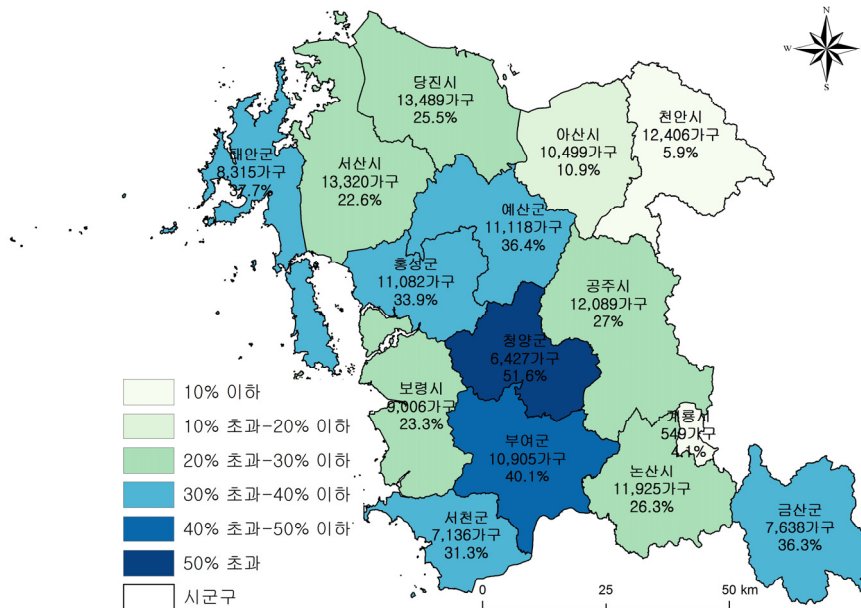 N
W
E
S
당진시
13,489가구
25.5%
천안시
12,406가구
5.9%
아산시
10,499가구
10.9%
태안군
8,315가구
37.7%
서산시
13,320가구
22.6%
예산군
11,118가구
36.4%
홍성군
11,082가구
33.9%
공주시
12,089가구
27%
청양군
6,427가구
51.6%
보령시
9,006가구
23.3%
계룡시
549가구
4.1%
부여군
10,905가구
40.1%
논산시
11,925가구
26.3%
서천군
7,136가구
31.3%
금산군
7,638가구
36.3%
10% 이하
10% 초과-20% 이하
20% 초과-30% 이하
30% 초과-40% 이하
40% 초과-50% 이하
50% 초과
시군구
0 25 50 km